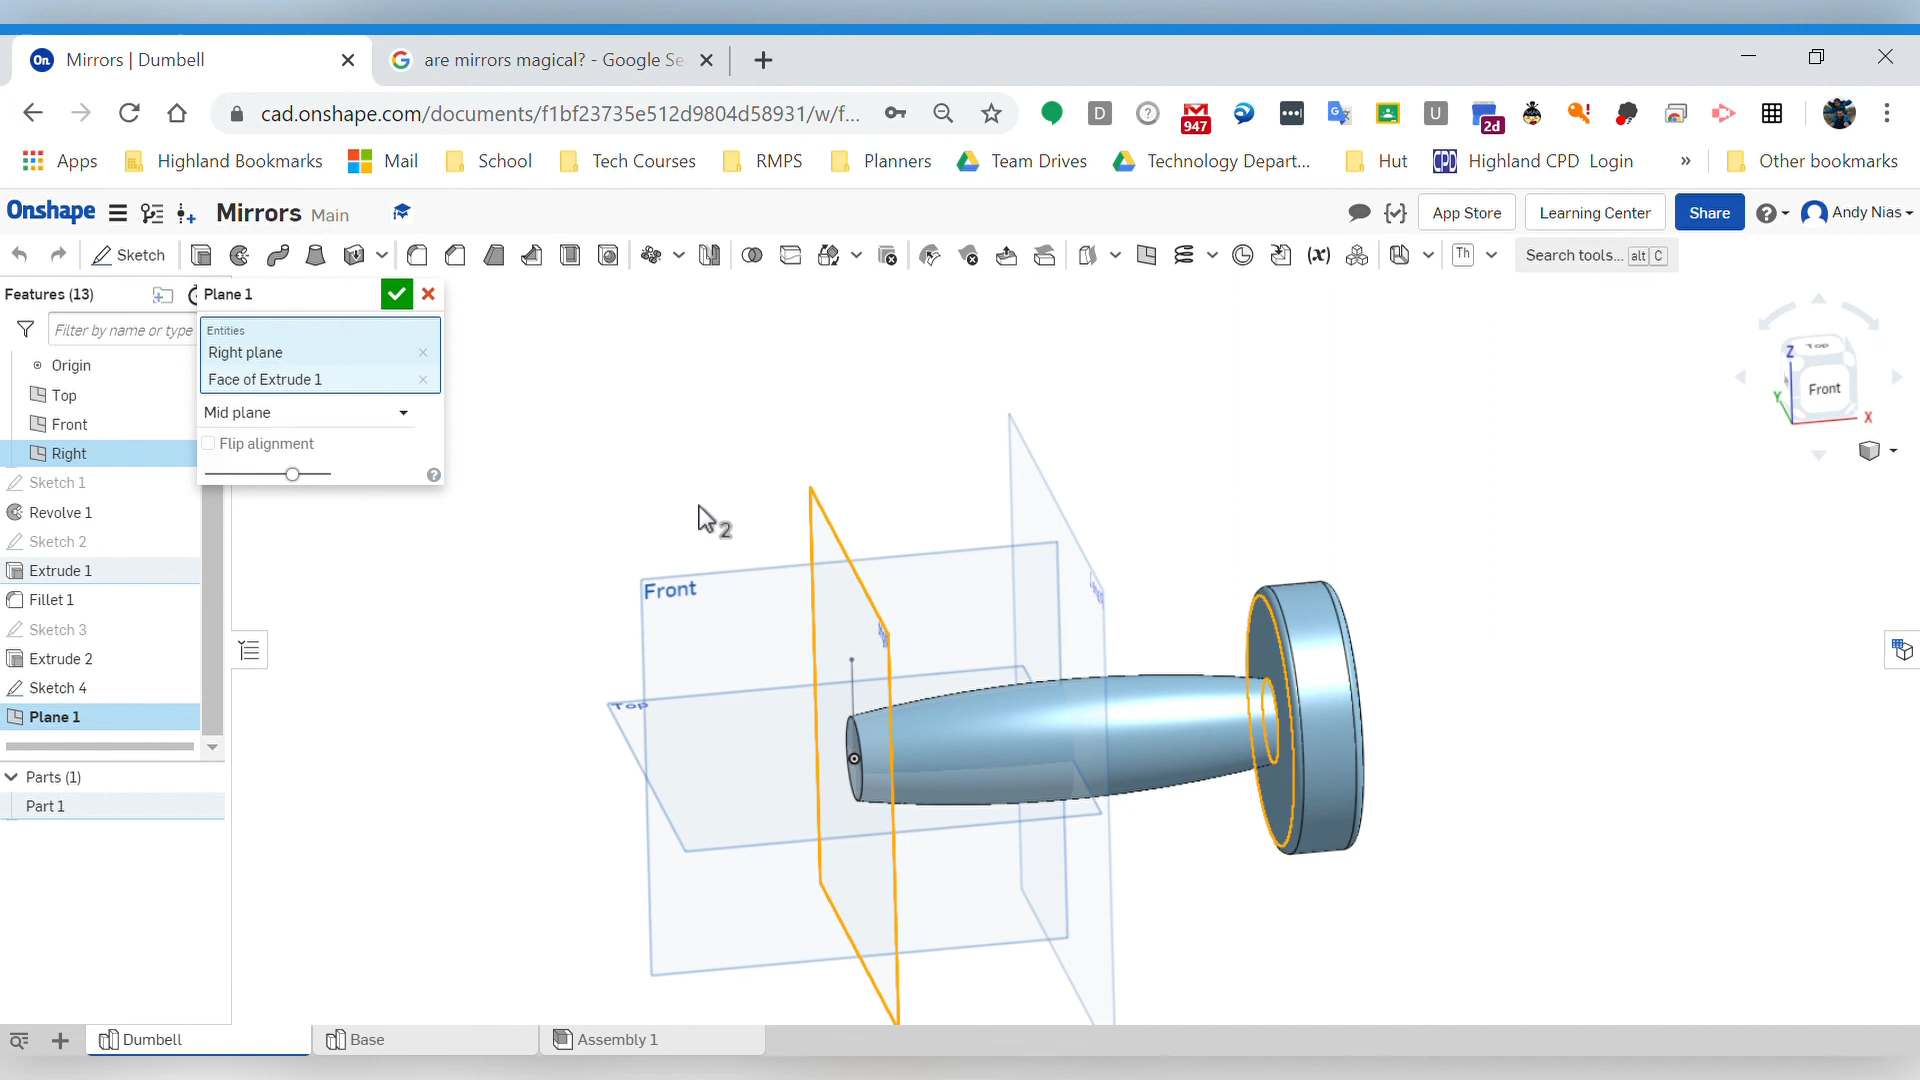 On Mirrors | Dumbell
are mirrors magical? - Google Se
cad.onshape.com/documents/f1bf23735e512d9804d58931/w/f...
947
2d
Apps
Highland Bookmarks
Mail
School
Tech Courses
RMPS
Planners
Team Drives
Technology Depart...
Hut
CPD
Highland CPD Login
»
Other bookmarks
Onshape
Mirrors Main
App Store
Learning Center
Share
Andy Nias
Sketch
(x)
Th
Search tools... alt C
Features (13)
Plane 1
Filter by name or type
Entities
Right plane
Face of Extrude 1
Mid plane
Flip alignment
Origin
Top
Front
Right
Sketch 1
Revolve 1
Sketch 2
Extrude 1
Fillet 1
Sketch 3
Extrude 2
Sketch 4
Plane 1
Parts (1)
Part 1
2
Front
Top
Top
Front
Z
Y
X
Dumbell
Base
Assembly 1